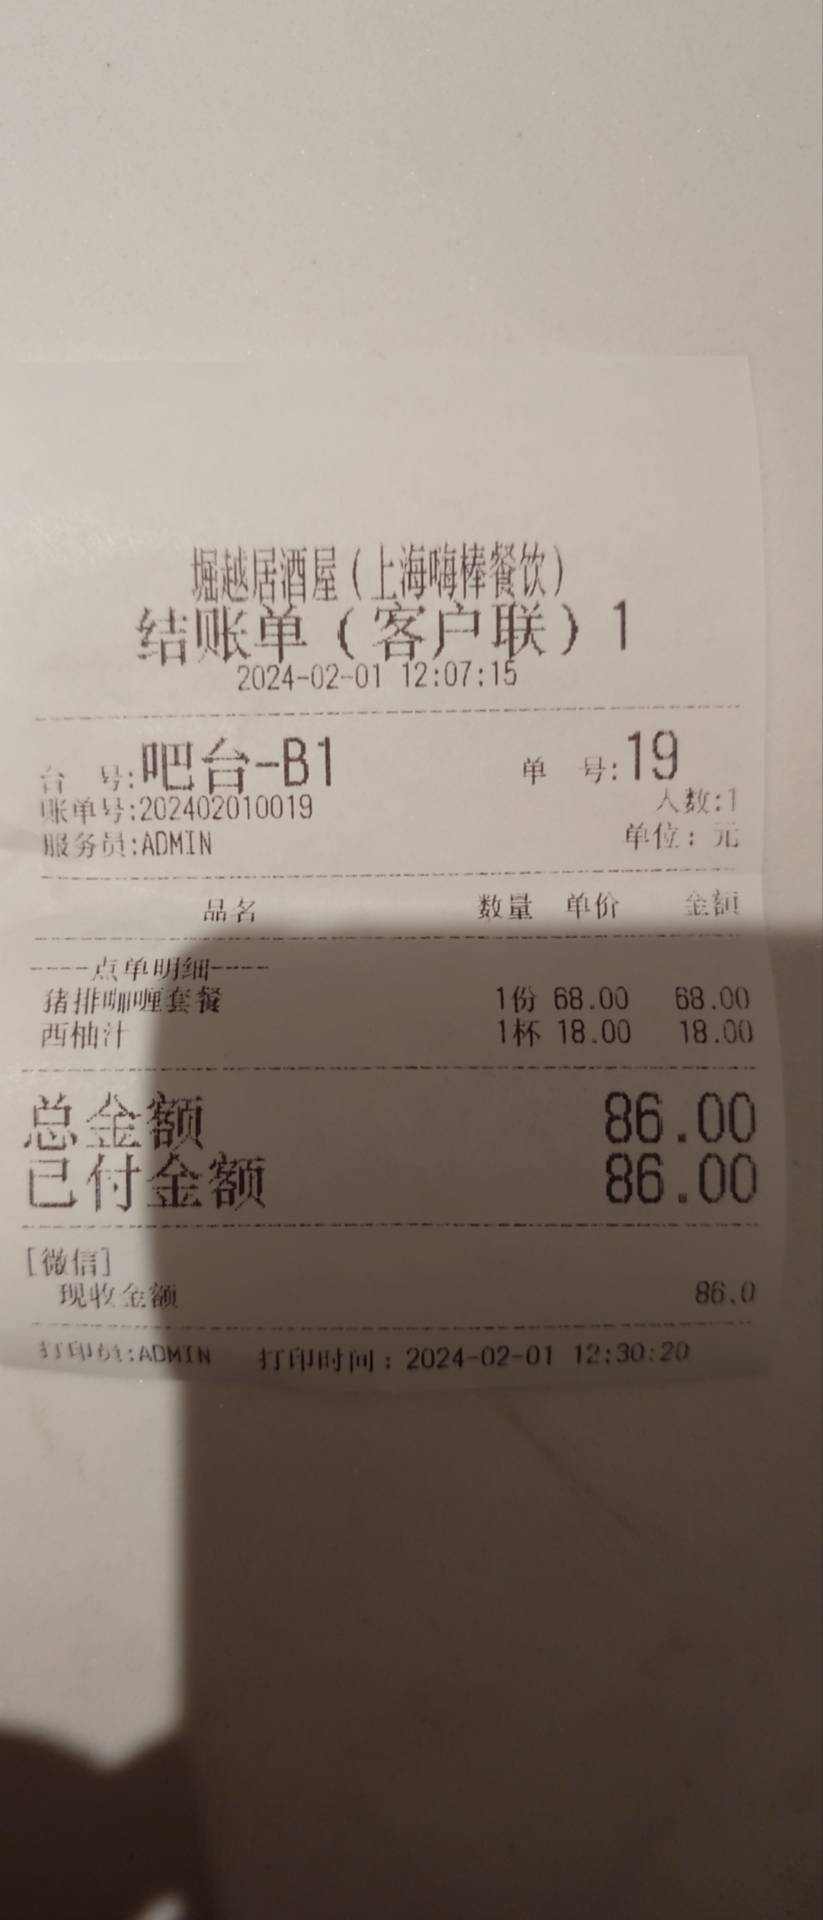 堀越居酒屋(上海嗨棒餐饮)
结账单(客户联)1
2024-02-01 12:07:15
台 号:吧台-B1 单 号:19
账单号:202402010019 人数:1
服务员:ADMIN 单位: 元
品名 数量 单价 金额
----点单明细-----
猪排咖喱套餐 1份 68.00 68.00
西柚汁 1杯 18.00 18.00
总金额 86.00
已付金额 86.00
[微信]
现收金额 86.0
打印员:ADMIN 打印时间: 2024-02-01 12:30:20